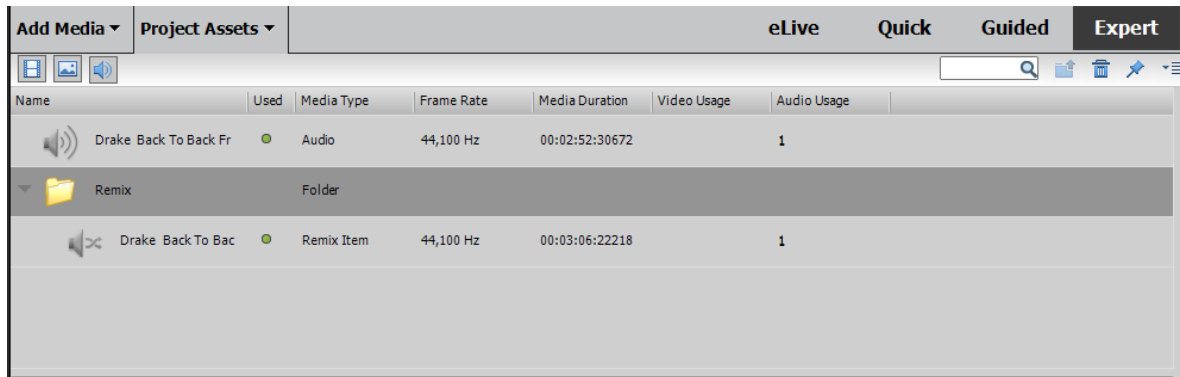 Add Media Project Assets eLive Quick Guided Expert
Name Used Media Type Frame Rate Media Duration Video Usage Audio Usage
Drake Back To Back Fr Audio 44,100 Hz 00:02:52:30672 1
Remix Folder
Drake Back To Bac Remix Item 44,100 Hz 00:03:06:22218 1